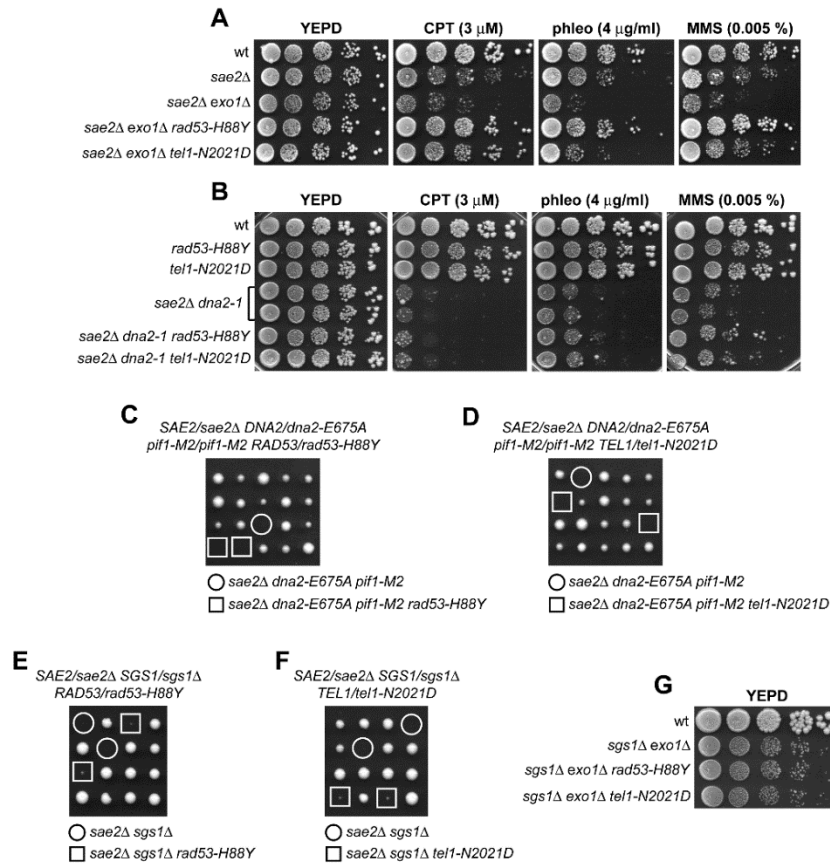 A
YEPD CPT (3 μM) phleo (4 μg/ml) MMS (0.005 %)
wt
sae2Δ
sae2Δ exo1Δ
sae2Δ exo1Δ rad53-H88Y
sae2Δ exo1Δ tel1-N2021D
B
YEPD CPT (3 μM) phleo (4 μg/ml) MMS (0.005 %)
wt
rad53-H88Y
tel1-N2021D
sae2Δ dna2-1
sae2Δ dna2-1 rad53-H88Y
sae2Δ dna2-1 tel1-N2021D
C
SAE2/sae2Δ DNA2/dna2-E675A
pif1-M2/pif1-M2 RAD53/rad53-H88Y
sae2Δ dna2-E675A pif1-M2
sae2Δ dna2-E675A pif1-M2 rad53-H88Y
D
SAE2/sae2Δ DNA2/dna2-E675A
pif1-M2/pif1-M2 TEL1/tel1-N2021D
sae2Δ dna2-E675A pif1-M2
sae2Δ dna2-E675A pif1-M2 tel1-N2021D
E
SAE2/sae2Δ SGS1/sgs1Δ
RAD53/rad53-H88Y
sae2Δ sgs1Δ
sae2Δ sgs1Δ rad53-H88Y
F
SAE2/sae2Δ SGS1/sgs1Δ
TEL1/tel1-N2021D
sae2Δ sgs1Δ
sae2Δ sgs1Δ tel1-N2021D
G
YEPD
wt
sgs1Δ exo1Δ
sgs1Δ exo1Δ rad53-H88Y
sgs1Δ exo1Δ tel1-N2021D